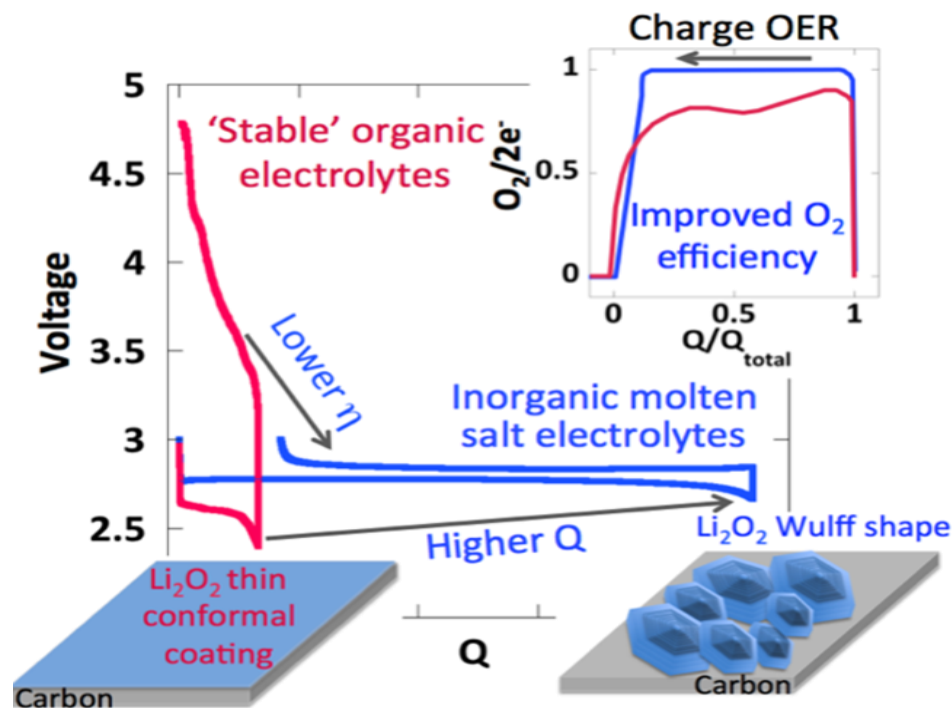 Charge OER
5
4.5
4
3.5
3
2.5
Voltage
'Stable' organic
electrolytes
1
0.5
0
O₂/2e⁻
Improved O₂
efficiency
0
0.5
1
Q/Q_total
Lower η
Inorganic molten
salt electrolytes
Higher Q
Li₂O₂ Wulff shape
Li₂O₂ thin
conformal
coating
Carbon
Q
Carbon